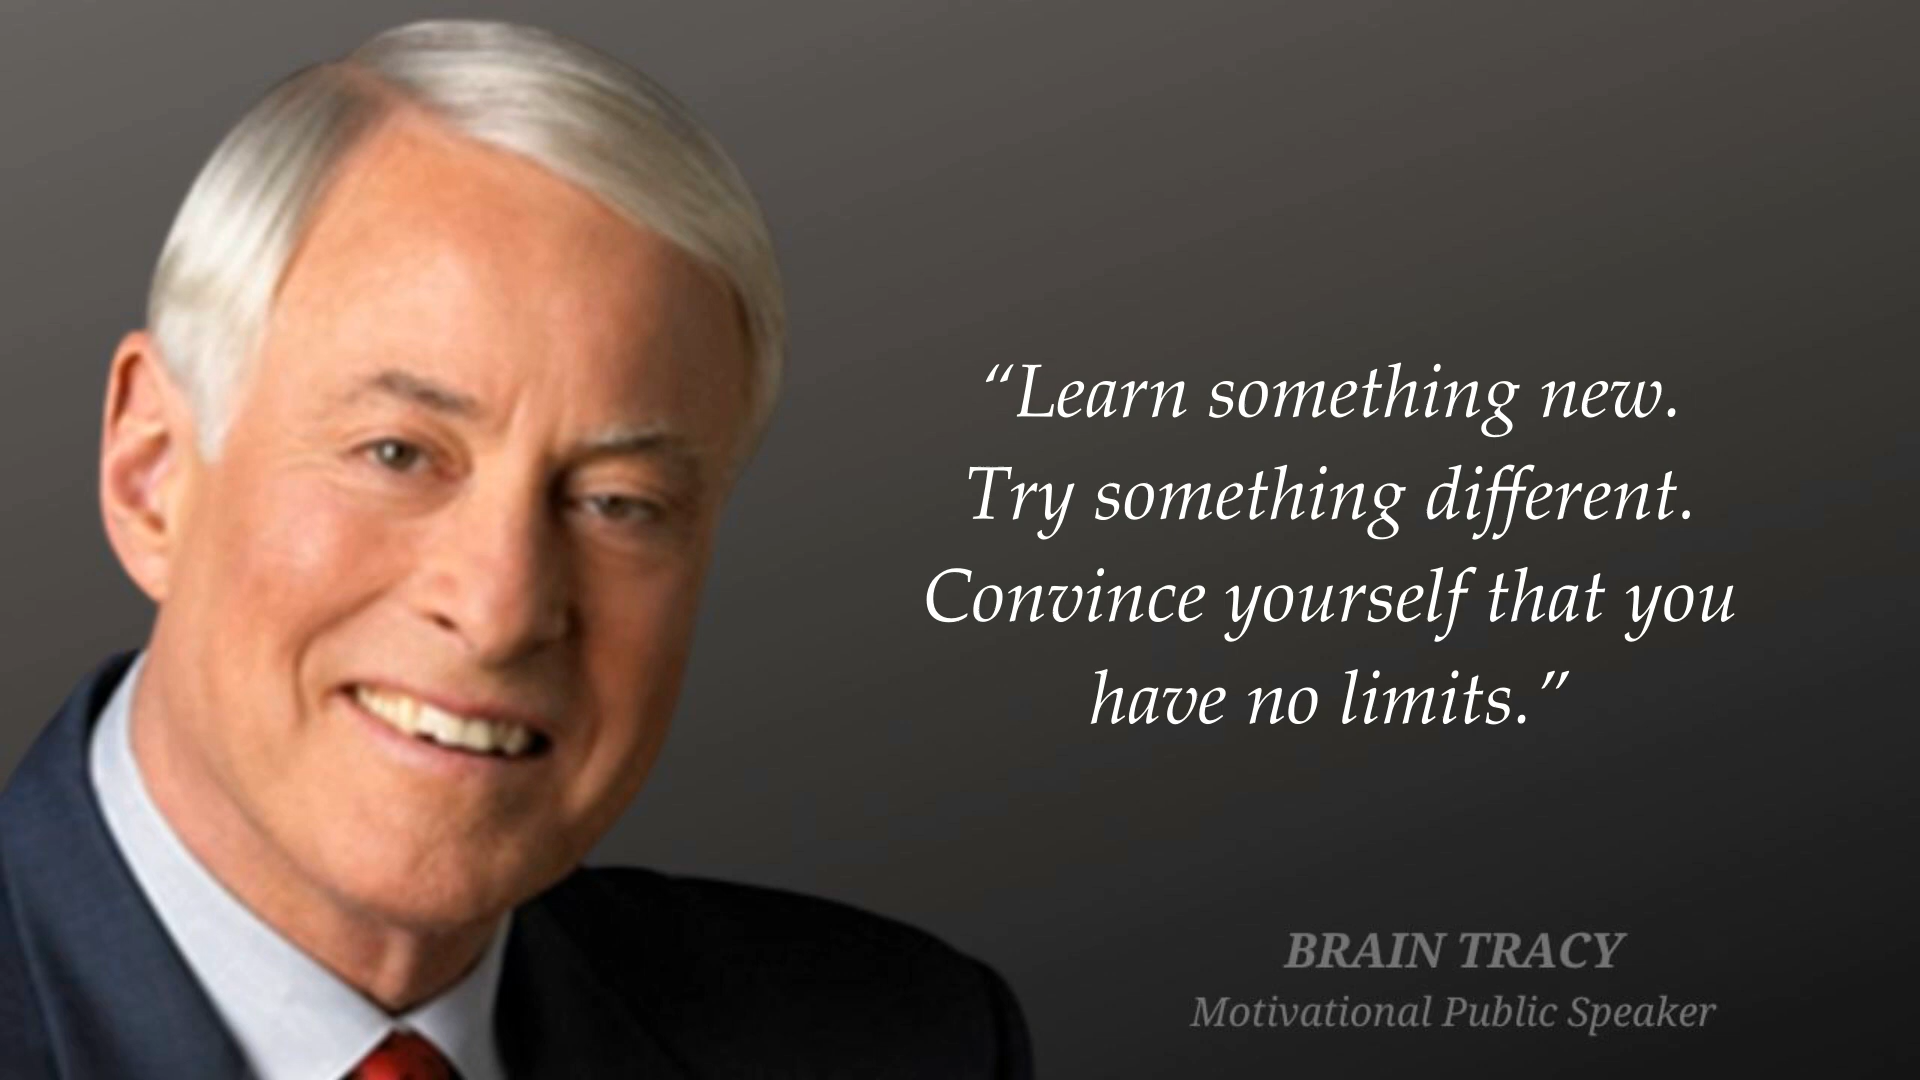 “Learn something new.
Try something different.
Convince yourself that you
have no limits.”
BRAIN TRACY
Motivational Public Speaker